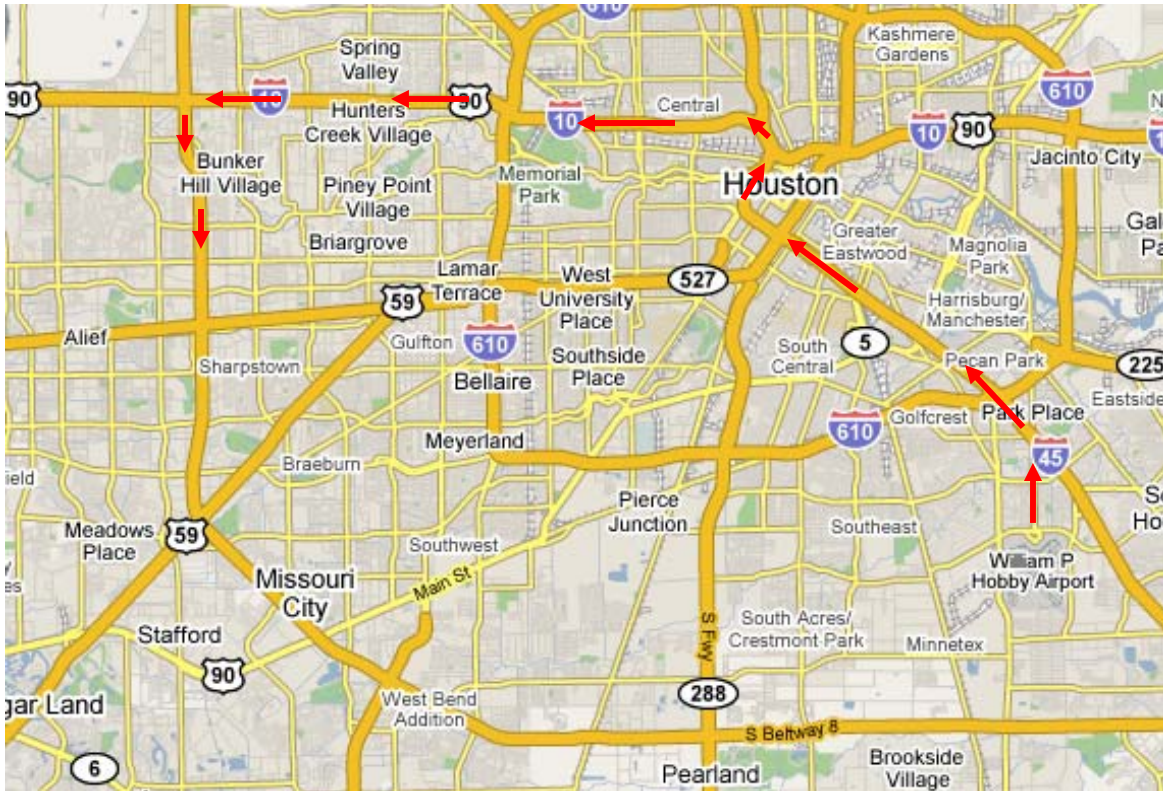 610
Kashmere
Gardens
Spring
Valley
90
90
610
Hunters
Creek Village
10
Central
10
90
Jacinto City
Bunker
Hill Village
Piney Point
Village
Memorial
Park
Houston
Briargrove
Greater
Eastwood
Magnolia
Park
Lamar
Terrace
West
University
Place
527
59
Harrisburg/
Manchester
Alief
Gulfton
610
Southside
Place
South
Central
5
Pecan Park
225
Sharpstown
Bellaire
Golfcrest
Park Place
Eastside
Meyerland
610
45
Braeburn
Pierce
Junction
Southeast
Meadows
Place
59
Southwest
William P
Hobby Airport
Missouri
City
Main St
Stafford
90
S Fwy
South Acres/
Crestmont Park
Minnetex
gar Land
West Bend
Addition
288
S Beltway 8
6
Pearland
Brookside
Village